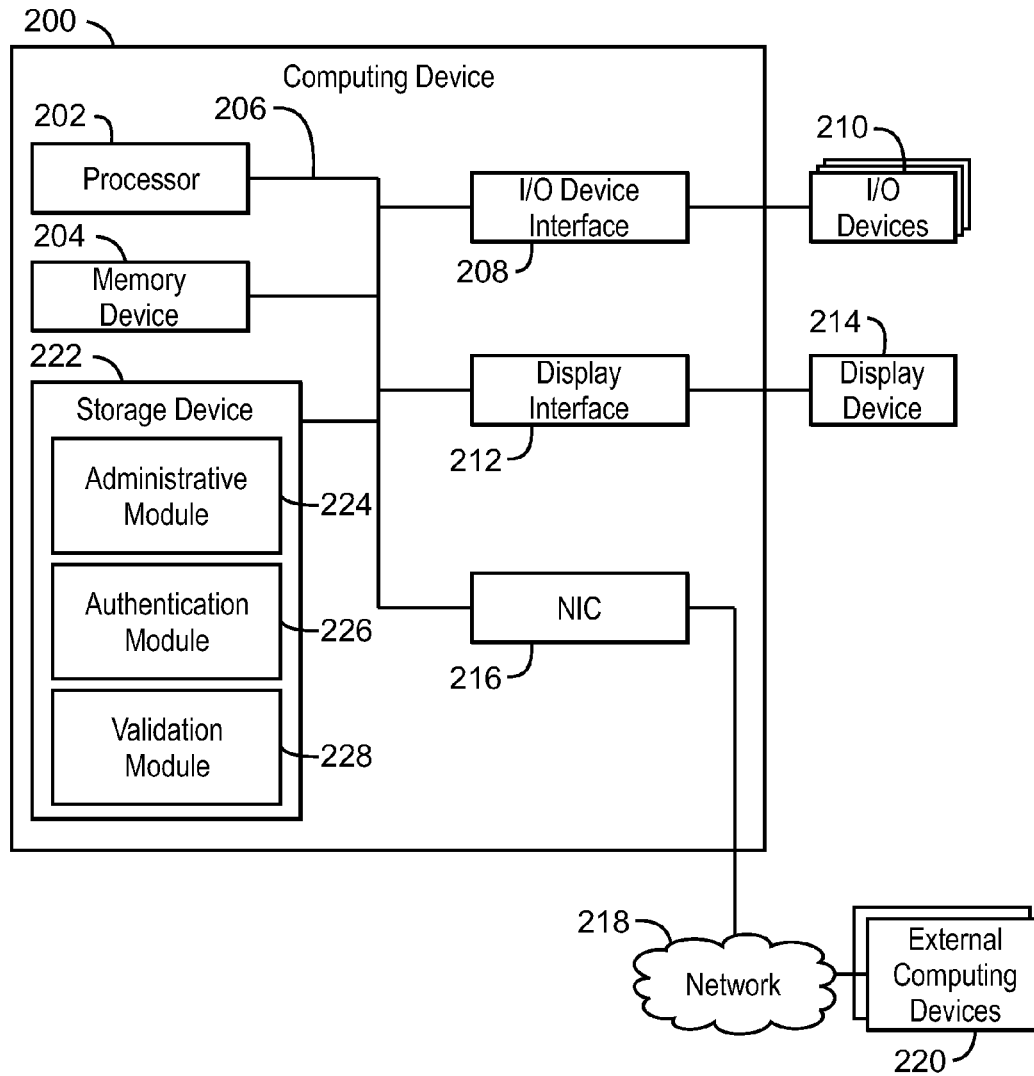 200
Computing Device
202
206
Processor
204
Memory
Device
222
Storage Device
Administrative
Module
224
Authentication
Module
226
Validation
Module
228
I/O Device
Interface
208
210
I/O
Devices
Display
Interface
212
214
Display
Device
NIC
216
218
Network
External
Computing
Devices
220